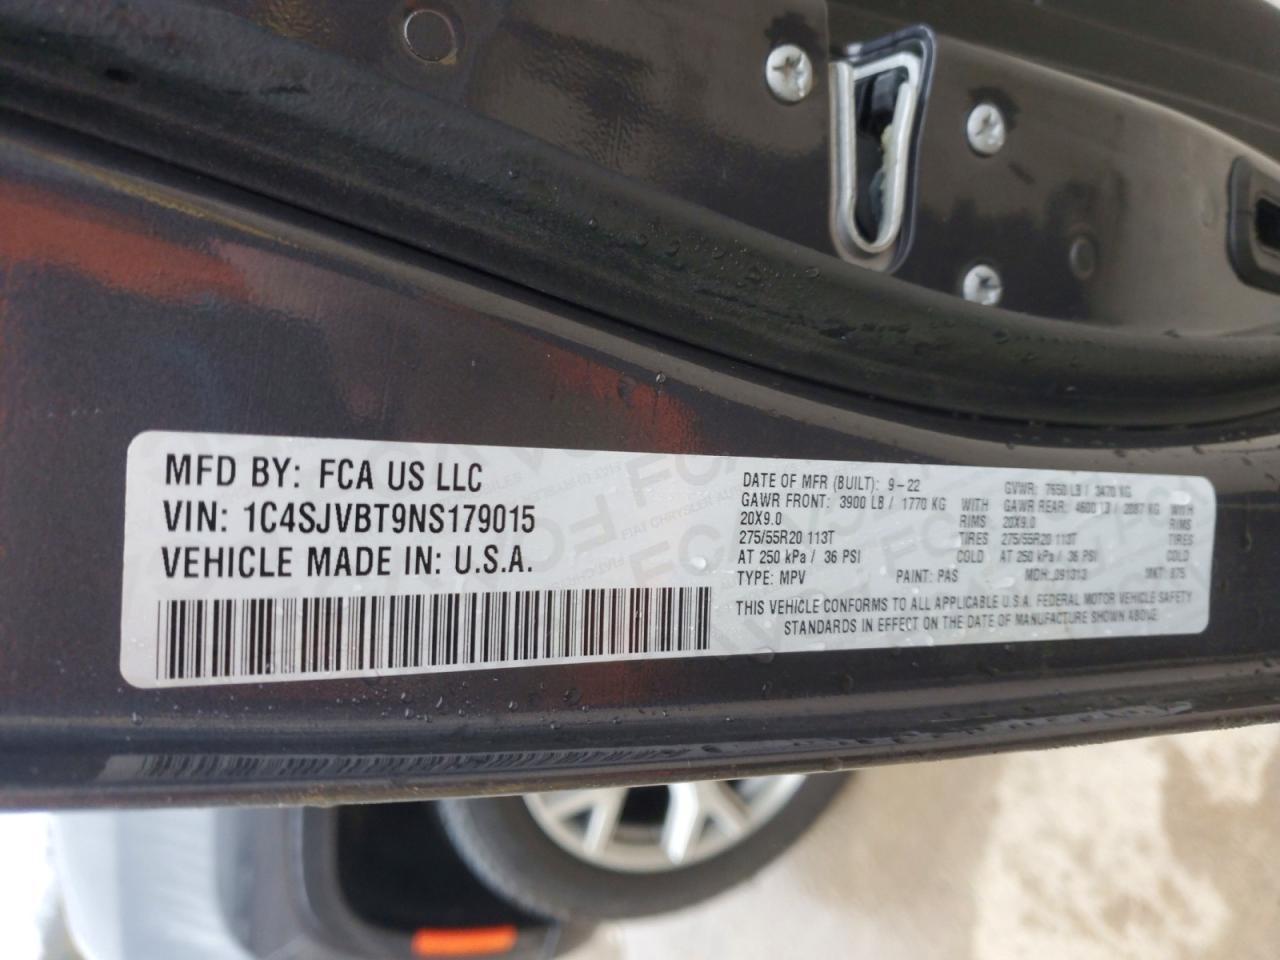 MFD BY: FCA US LLC
VIN: 1C4SJVBT9NS179015
VEHICLE MADE IN: U.S.A.
DATE OF MFR (BUILT): 9-22 GVWR: 7650 LB / 3470 KG
GAWR FRONT: 3900 LB / 1770 KG WITH GAWR REAR: 4600 LB / 2087 KG WITH
20X9.0 RIMS 20X9.0 RIMS
275/55R20 113T TIRES 275/55R20 113T TIRES
AT 250 kPa / 36 PSI COLD AT 250 kPa / 36 PSI COLD
TYPE: MPV PAINT: PAS MDH: 091313 MKT: 875
THIS VEHICLE CONFORMS TO ALL APPLICABLE U.S.A. FEDERAL MOTOR VEHICLE SAFETY
STANDARDS IN EFFECT ON THE DATE OF MANUFACTURE SHOWN ABOVE